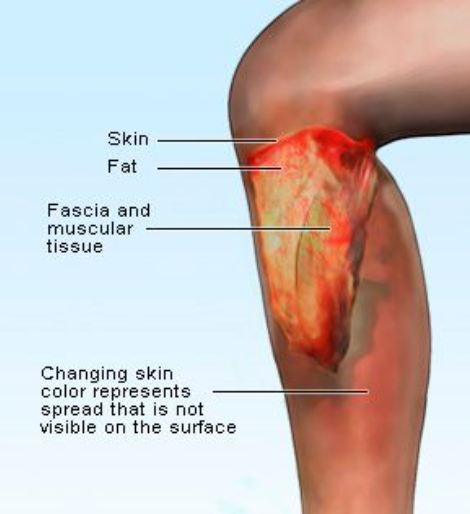 Skin
Fat
Fascia and
muscular
tissue
Changing skin
color represents
spread that is not
visible on the surface